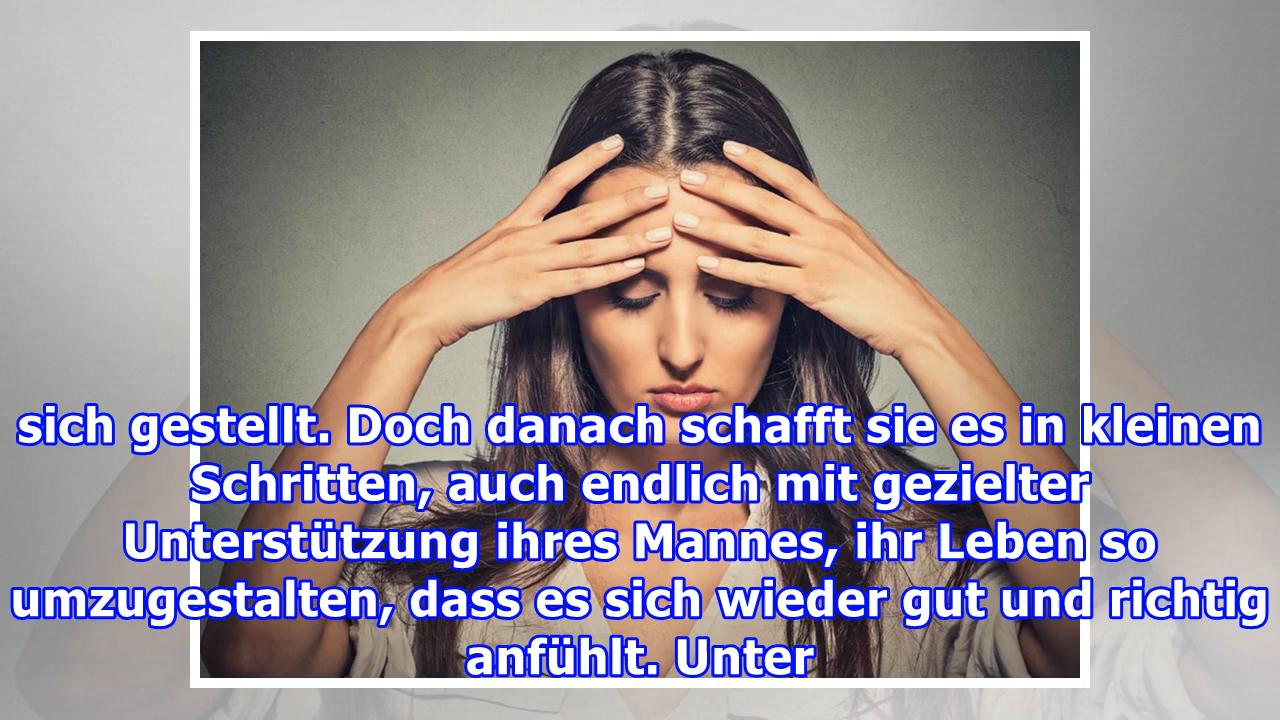 sich gestellt. Doch danach schafft sie es in kleinen
Schritten, auch endlich mit gezielter
Unterstützung ihres Mannes, ihr Leben so
umzugestalten, dass es sich wieder gut und richtig
anfühlt. Unter